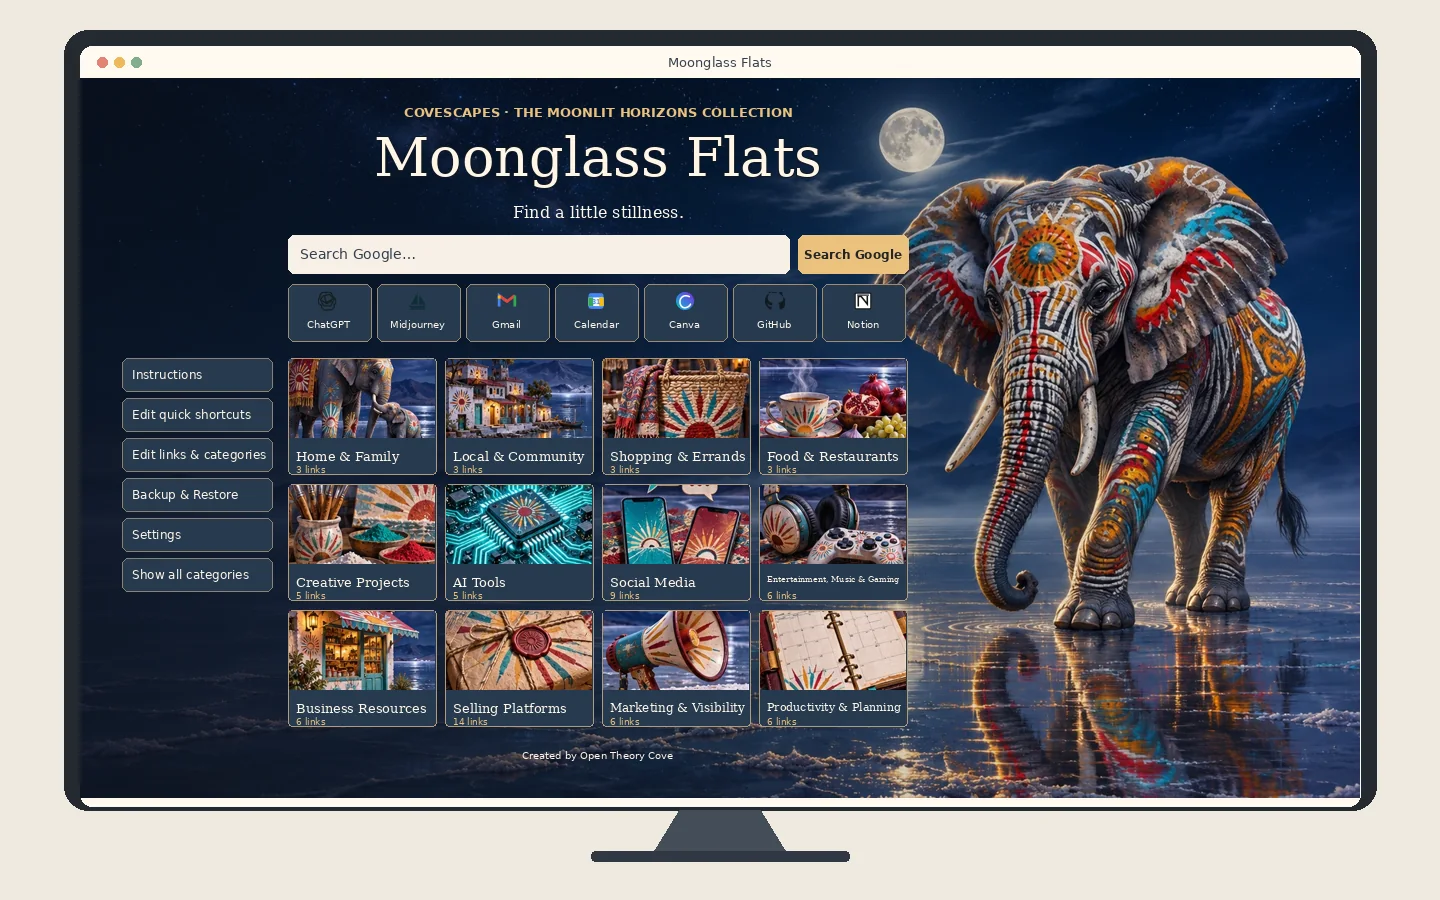 Moonglass Flats
COVESCAPES · THE MOONLIT HORIZONS COLLECTION
Moonglass Flats
Find a little stillness.
Search Google...
Search Google
ChatGPT
Midjourney
Gmail
Calendar
Canva
GitHub
Notion
Instructions
Edit quick shortcuts
Edit links & categories
Backup & Restore
Settings
Show all categories
Home & Family
3 links
Local & Community
3 links
Shopping & Errands
3 links
Food & Restaurants
3 links
Creative Projects
5 links
AI Tools
5 links
Social Media
9 links
Entertainment, Music & Gaming
6 links
Business Resources
6 links
Selling Platforms
14 links
Marketing & Visibility
6 links
Productivity & Planning
6 links
Created by Open Theory Cove